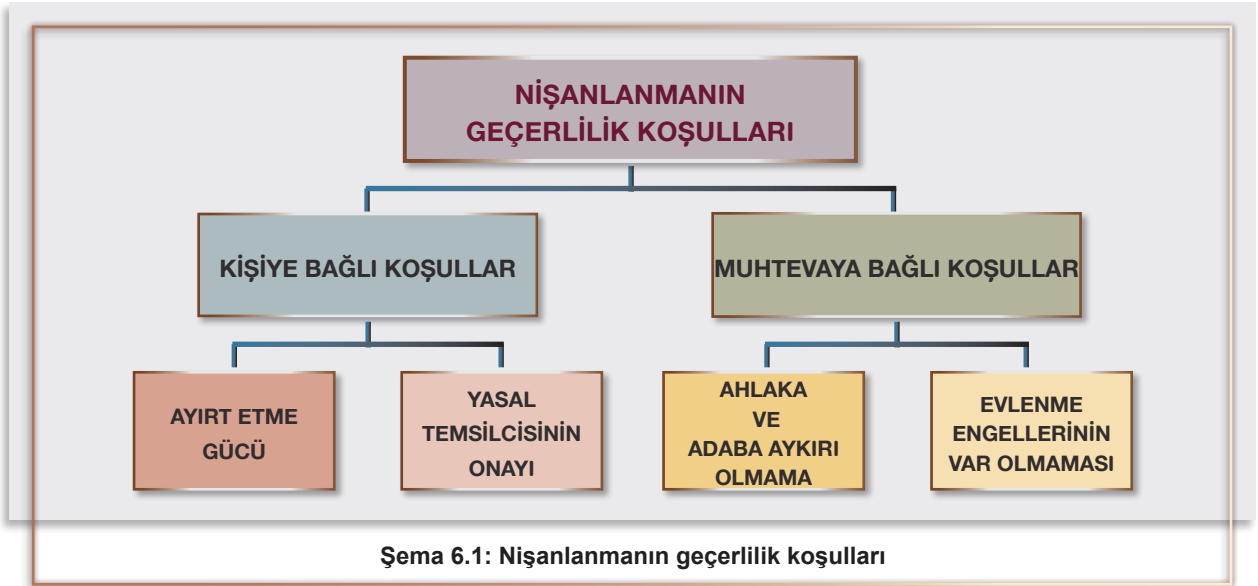 NİŞANLANMANIN
GEÇERLİLİK KOŞULLARI
KİŞİYE BAĞLI KOŞULLAR
MUHTEVAYA BAĞLI KOŞULLAR
AYIRT ETME
GÜCÜ
YASAL
TEMSİLCİSİNİN
ONAYI
AHLAKA
VE
ADABA AYKIRI
OLMAMA
EVLENME
ENGELLERİNİN
VAR OLMAMASI
Şema 6.1: Nişanlanmanın geçerlilik koşulları